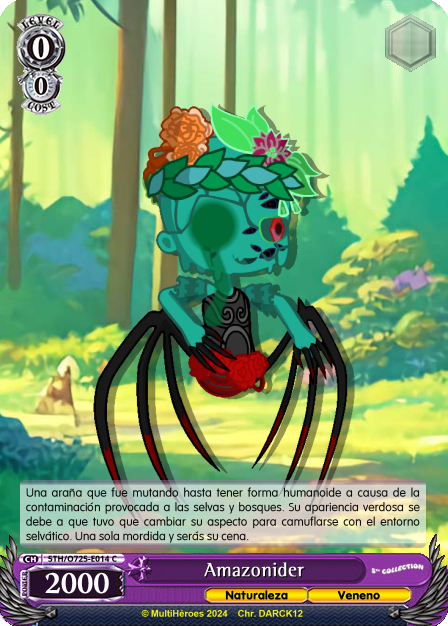 LEVEL
0
0
COST
Una araña que fue mutando hasta tener forma humanoide a causa de la
contaminación provocada a las selvas y bosques. Su apariencia verdosa se
debe a que tuvo que cambiar su aspecto para camuflarse con el entorno
selvático. Una sola mordida y serás su cena.
CH 5TH/O725-E014 C
POWER
2000
Amazonider
5th COLLECTION
Naturaleza Veneno
© MultiHéroes 2024 Chr. DARCK12